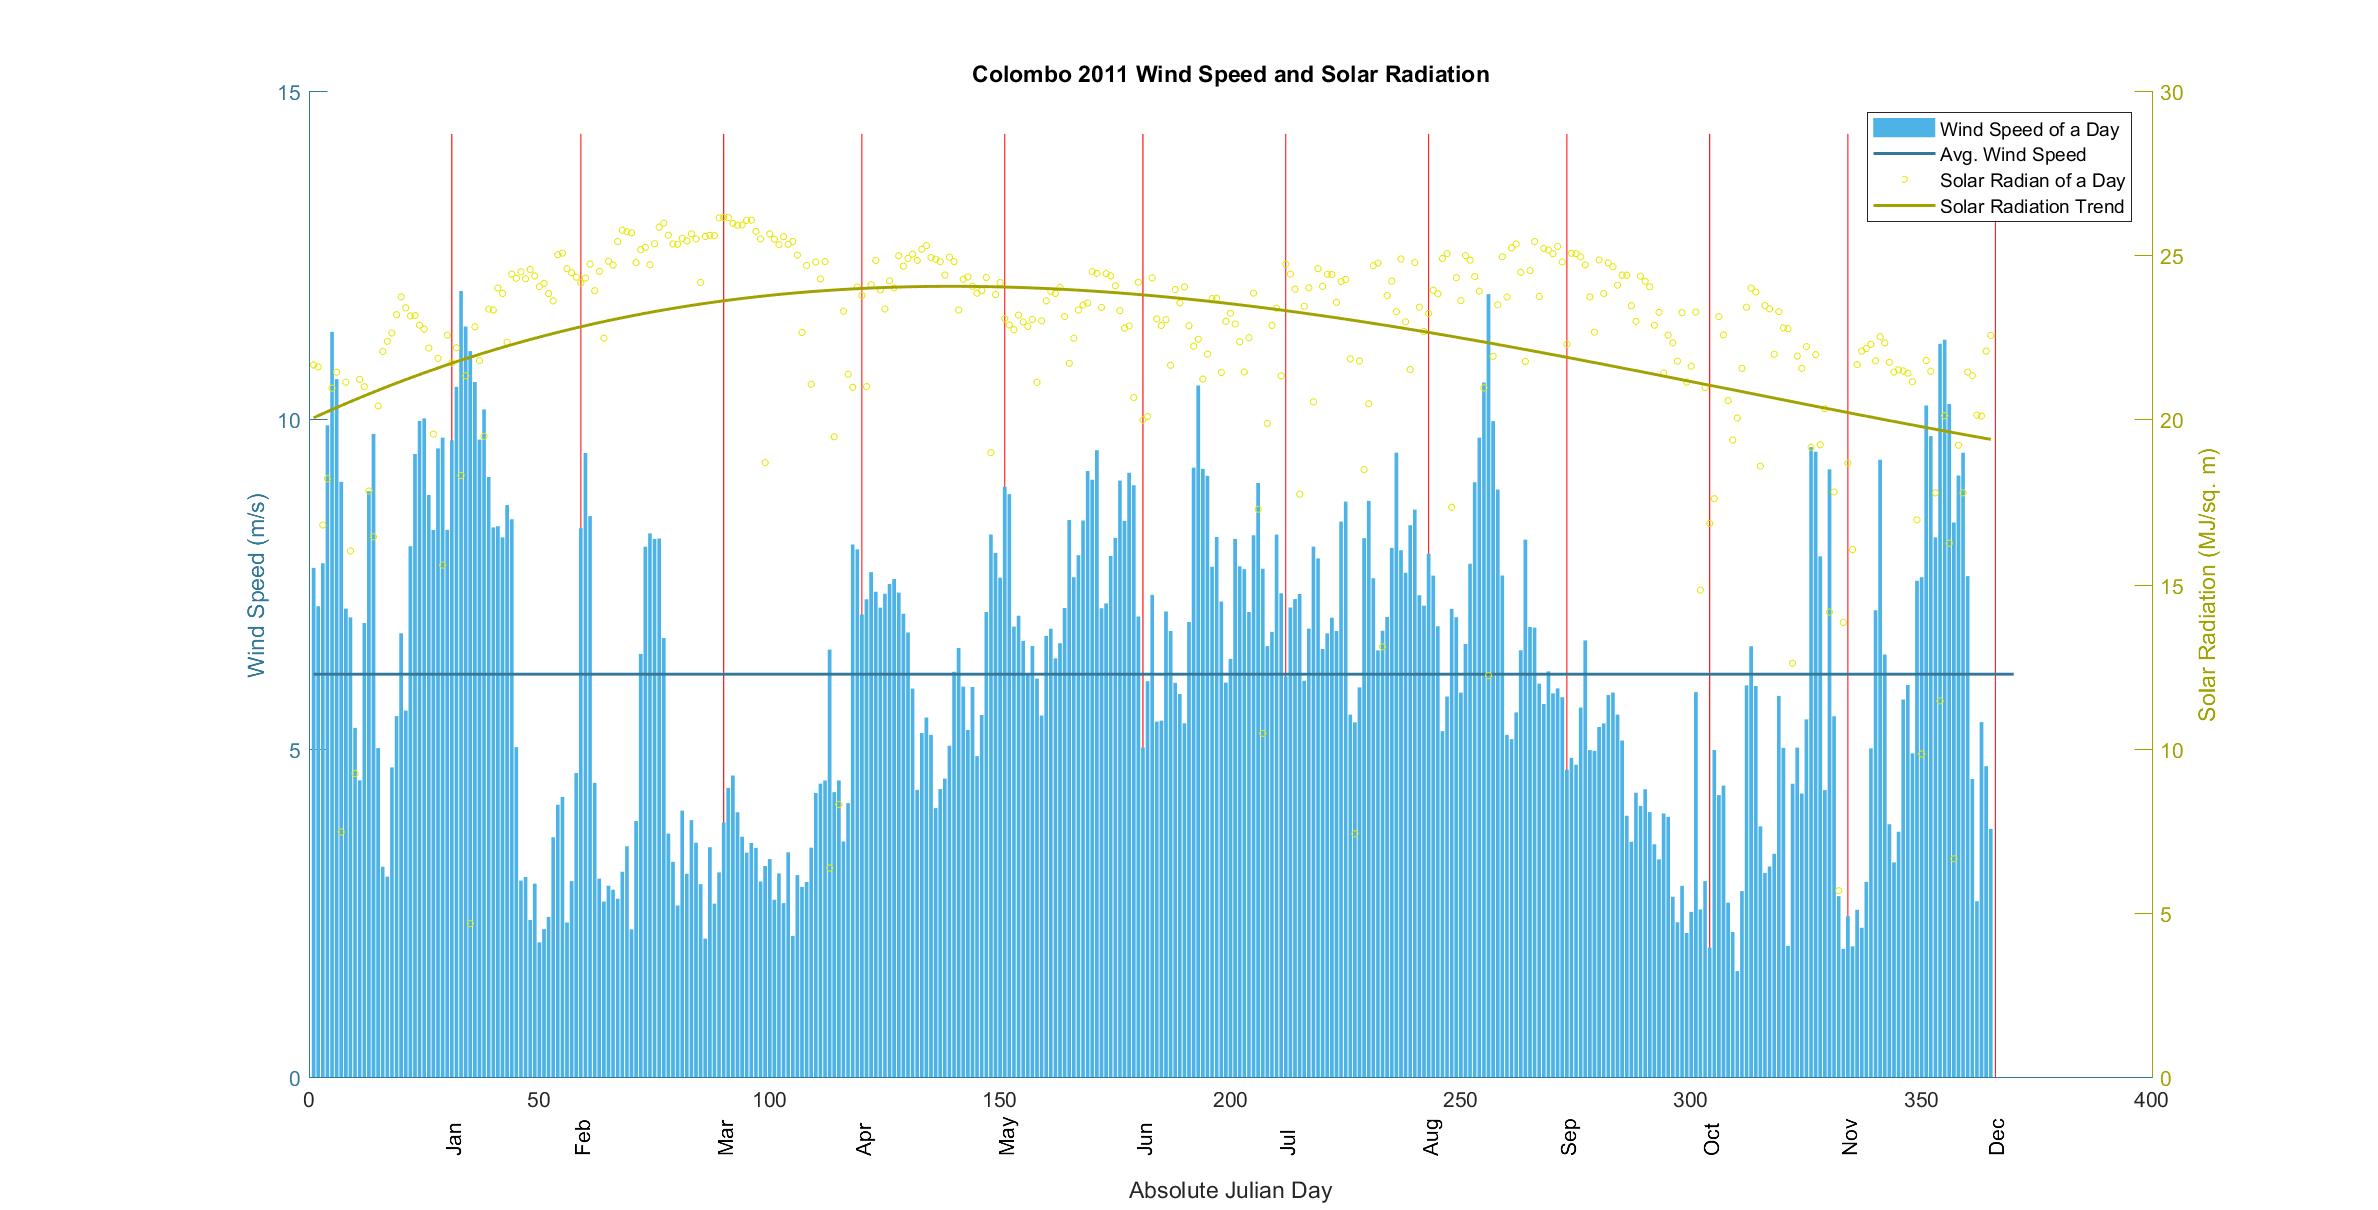 Colombo 2011 Wind Speed and Solar Radiation
15
10
5
0
Wind Speed (m/s)
30
25
20
15
10
5
0
Solar Radiation (MJ/sq. m)
Wind Speed of a Day
Avg. Wind Speed
Solar Radian of a Day
Solar Radiation Trend
0 50 100 150 200 250 300 350 400
Jan Feb Mar Apr May Jun Jul Aug Sep Oct Nov Dec
Absolute Julian Day